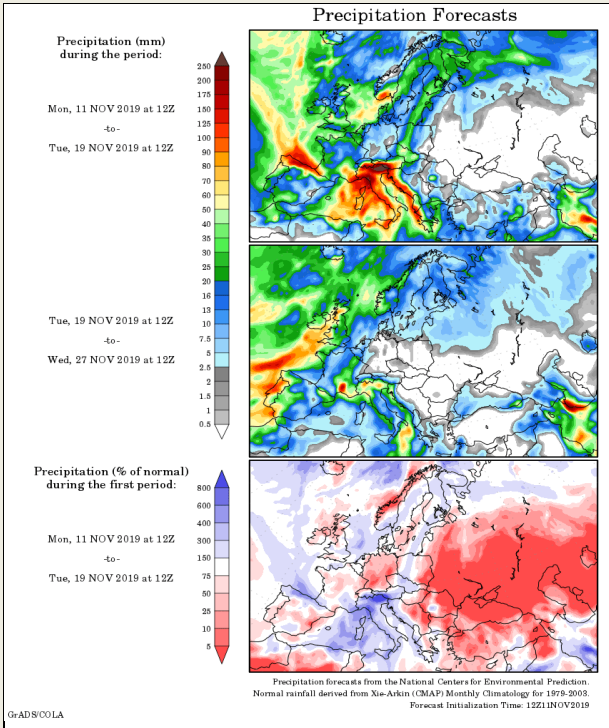 Precipitation Forecasts
Precipitation (mm)
during the period:
Mon, 11 NOV 2019 at 12Z
-to-
Tue, 19 NOV 2019 at 12Z
250
200
175
150
125
100
90
80
70
60
50
40
35
30
25
20
16
13
10
7.5
5
2.5
2
1.5
1
0.5
Tue, 19 NOV 2019 at 12Z
-to-
Wed, 27 NOV 2019 at 12Z
Precipitation (% of normal)
during the first period:
Mon, 11 NOV 2019 at 12Z
-to-
Tue, 19 NOV 2019 at 12Z
800
600
400
300
150
75
50
25
10
5
Precipitation forecasts from the National Centers for Environmental Prediction.
Normal rainfall derived from Xie-Arkin (CMAP) Monthly Climatology for 1979-2003.
Forecast Initialization Time: 12Z11NOV2019
GrADS/COLA